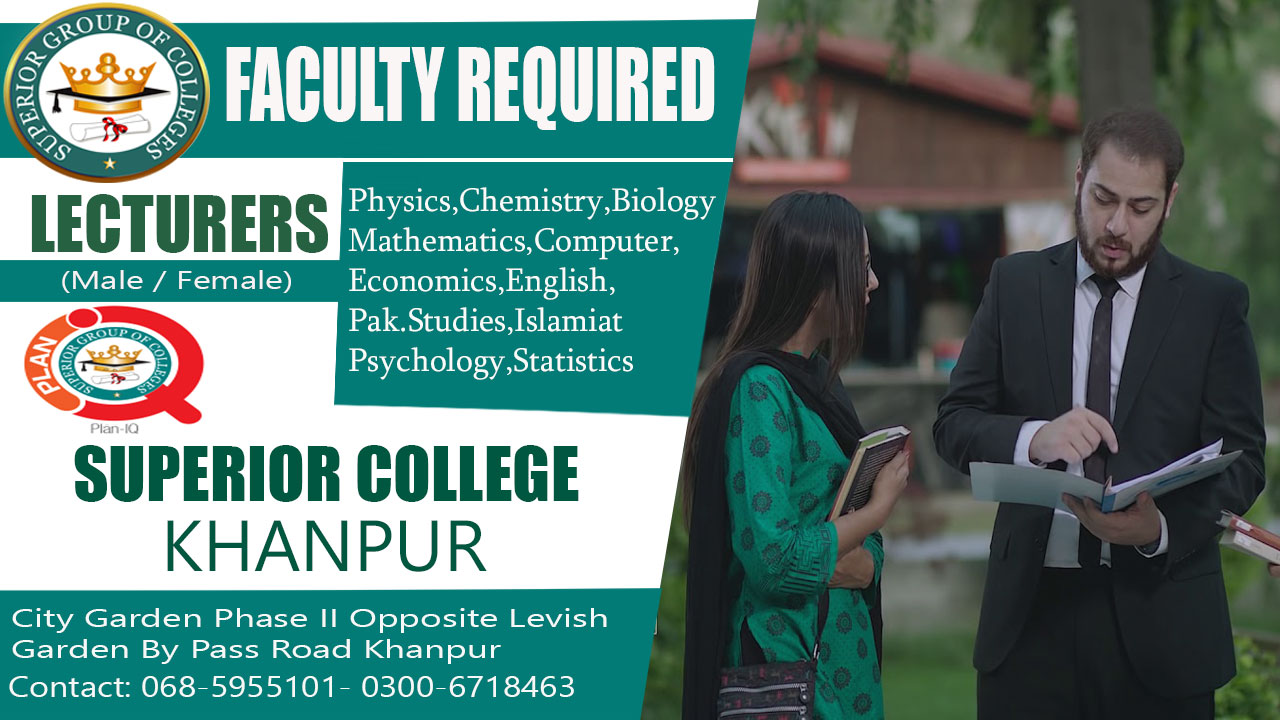 SUPERIOR GROUP OF COLLEGES
FACULTY REQUIRED
LECTURERS
(Male / Female)
Physics,Chemistry,Biology
Mathematics,Computer,
Economics,English,
Pak.Studies,Islamiat
Psychology,Statistics
PLAN
SUPERIOR GROUP OF COLLEGES
Plan-IQ
SUPERIOR COLLEGE
KHANPUR
City Garden Phase II Opposite Levish
Garden By Pass Road Khanpur
Contact: 068-5955101- 0300-6718463